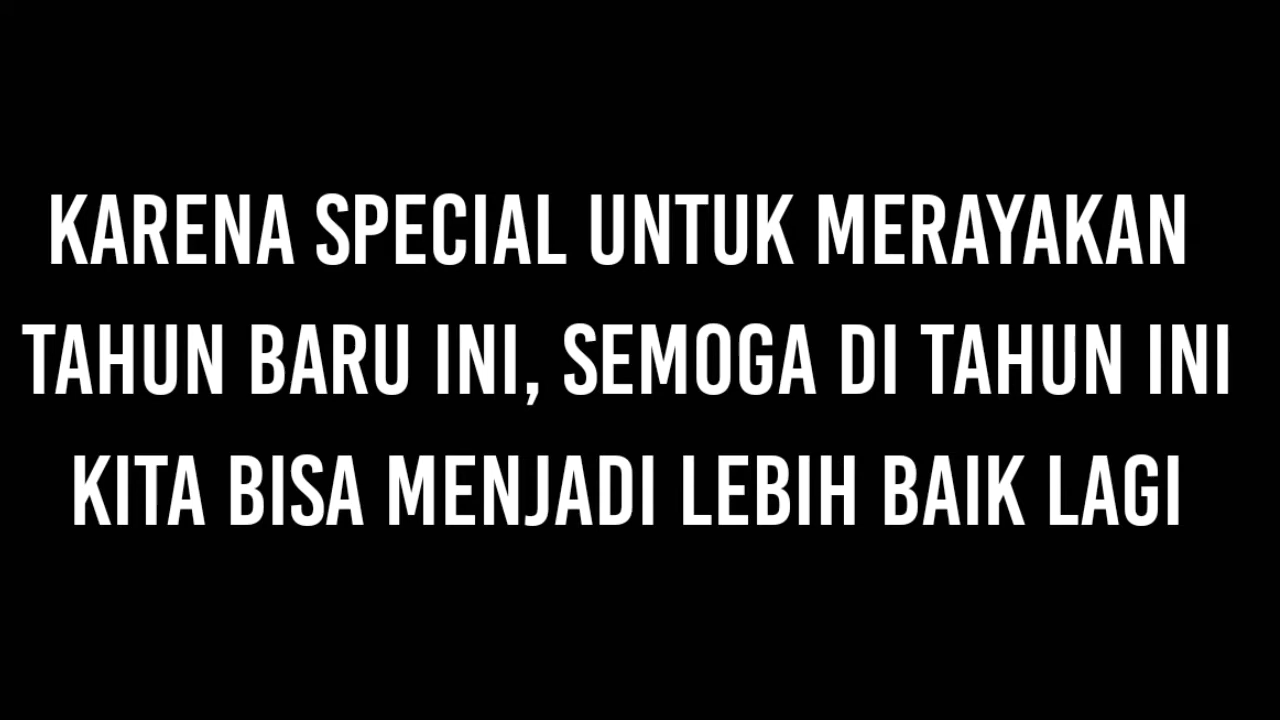 KARENA SPECIAL UNTUK MERAYAKAN
TAHUN BARU INI, SEMOGA DI TAHUN INI
KITA BISA MENJADI LEBIH BAIK LAGI